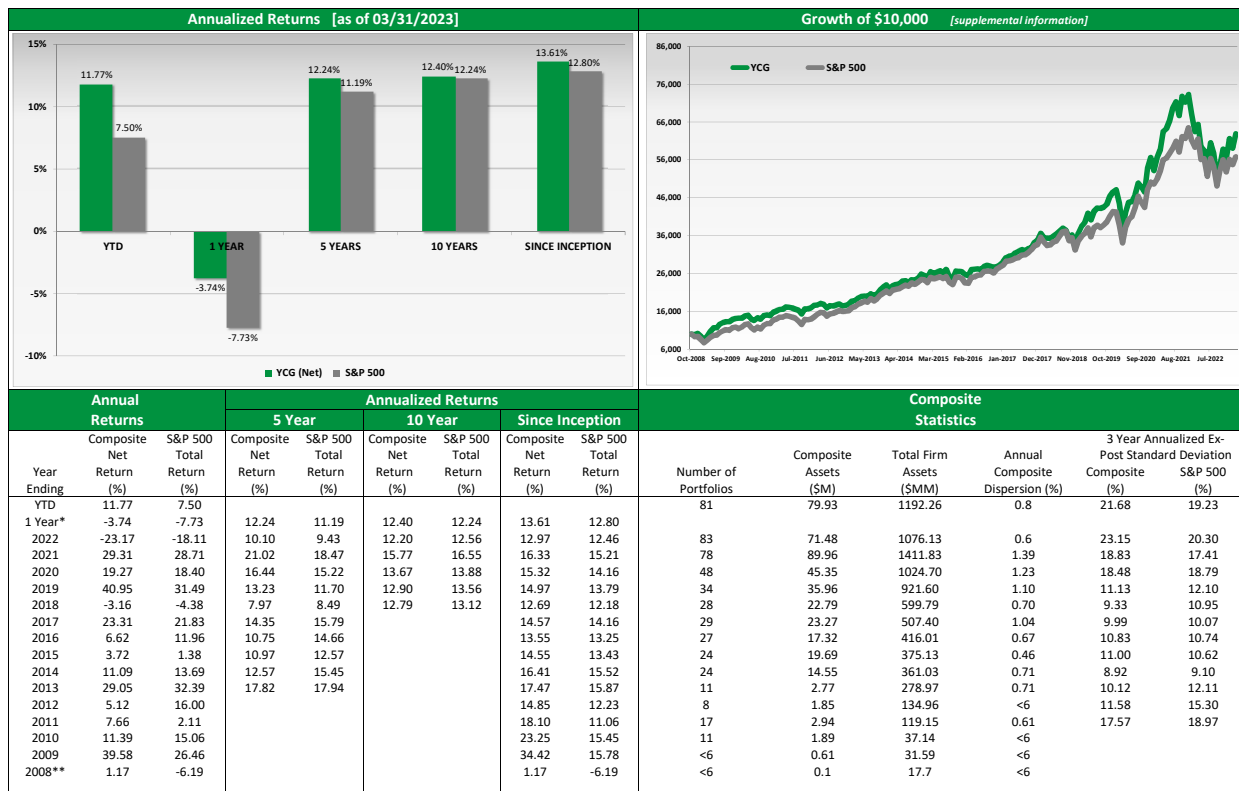 Annualized Returns [as of 03/31/2023]
15%
10%
5%
0%
-5%
-10%
11.77%
7.50%
-3.74%
-7.73%
12.24%
11.19%
12.40%
12.24%
13.61%
12.80%
YTD
1 YEAR
5 YEARS
10 YEARS
SINCE INCEPTION
YCG (Net) S&P 500
Growth of $10,000 [supplemental information]
86,000
76,000
66,000
56,000
46,000
36,000
26,000
16,000
6,000
YCG S&P 500
Oct-2008 Sep-2009 Aug-2010 Jul-2011 Jun-2012 May-2013 Apr-2014 Mar-2015 Feb-2016 Jan-2017 Dec-2017 Nov-2018 Oct-2019 Sep-2020 Aug-2021 Jul-2022
Annual Returns
Annualized Returns
5 Year 10 Year Since Inception
Composite Statistics
Year Ending
Composite Net Return (%)
S&P 500 Total Return (%)
Composite Net Return (%)
S&P 500 Total Return (%)
Composite Net Return (%)
S&P 500 Total Return (%)
Composite Net Return (%)
S&P 500 Total Return (%)
Number of Portfolios
Composite Assets ($M)
Total Firm Assets ($MM)
Annual Composite Dispersion (%)
3 Year Annualized Ex-Post Standard Deviation
Composite (%)
S&P 500 (%)
YTD 11.77 7.50 81 79.93 1192.26 0.8 21.68 19.23
1 Year* -3.74 -7.73 12.24 11.19 12.40 12.24 13.61 12.80
2022 -23.17 -18.11 10.10 9.43 12.20 12.56 12.97 12.46 83 71.48 1076.13 0.6 23.15 20.30
2021 29.31 28.71 21.02 18.47 15.77 16.55 16.33 15.21 78 89.96 1411.83 1.39 18.83 17.41
2020 19.27 18.40 16.44 15.22 13.67 13.88 15.32 14.16 48 45.35 1024.70 1.23 18.48 18.79
2019 40.95 31.49 13.23 11.70 12.90 13.56 14.97 13.79 34 35.96 921.60 1.10 11.13 12.10
2018 -3.16 -4.38 7.97 8.49 12.79 13.12 12.69 12.18 28 22.79 599.79 0.70 9.33 10.95
2017 23.31 21.83 14.35 15.79 14.57 14.16 29 23.27 507.40 1.04 9.99 10.07
2016 6.62 11.96 10.75 14.66 13.55 13.25 27 17.32 416.01 0.67 10.83 10.74
2015 3.72 1.38 10.97 12.57 14.55 13.43 24 19.69 375.13 0.46 11.00 10.62
2014 11.09 13.69 12.57 15.45 16.41 15.52 24 14.55 361.03 0.71 8.92 9.10
2013 29.05 32.39 17.82 17.94 17.47 15.87 11 2.77 278.97 0.71 10.12 12.11
2012 5.12 16.00 14.85 12.23 8 1.85 134.96 <6 11.58 15.30
2011 7.66 2.11 18.10 11.06 17 2.94 119.15 0.61 17.57 18.97
2010 11.39 15.06 23.25 15.45 11 1.89 37.14 <6
2009 39.58 26.46 34.42 15.78 <6 0.61 31.59 <6
2008** 1.17 -6.19 1.17 -6.19 <6 0.1 17.7 <6